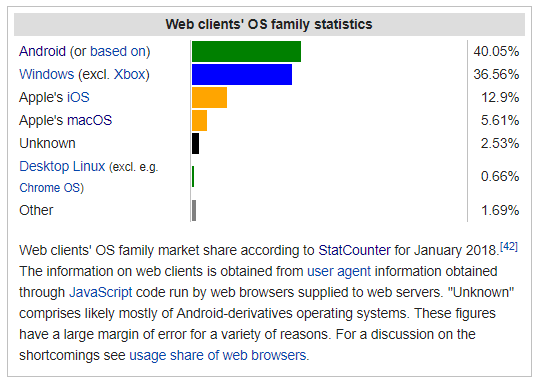 Web clients' OS family statistics
Android (or based on) 40.05%
Windows (excl. Xbox) 36.56%
Apple's iOS 12.9%
Apple's macOS 5.61%
Unknown 2.53%
Desktop Linux (excl. e.g.
Chrome OS) 0.66%
Other 1.69%
Web clients' OS family market share according to StatCounter for January 2018.[42]
The information on web clients is obtained from user agent information obtained
through JavaScript code run by web browsers supplied to web servers. "Unknown"
comprises likely mostly of Android-derivatives operating systems. These figures
have a large margin of error for a variety of reasons. For a discussion on the
shortcomings see usage share of web browsers.